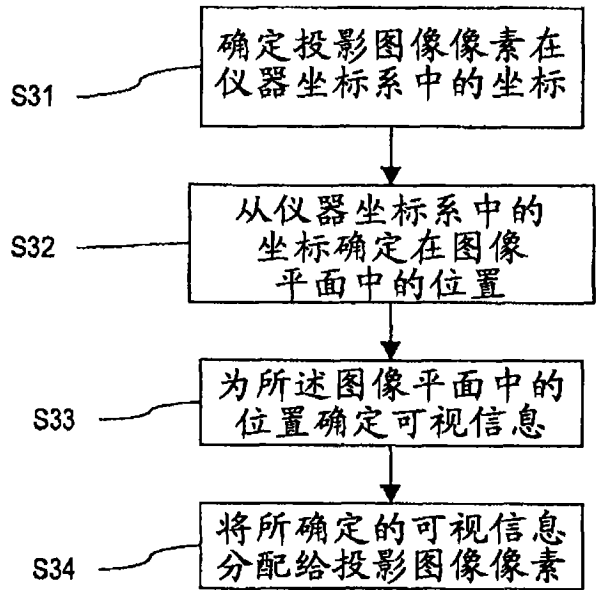 S31
确定投影图像像素在
仪器坐标系中的坐标
S32
从仪器坐标系中的
坐标确定在图像
平面中的位置
S33
为所述图像平面中的
位置确定可视信息
S34
将所确定的可视信息
分配给投影图像像素